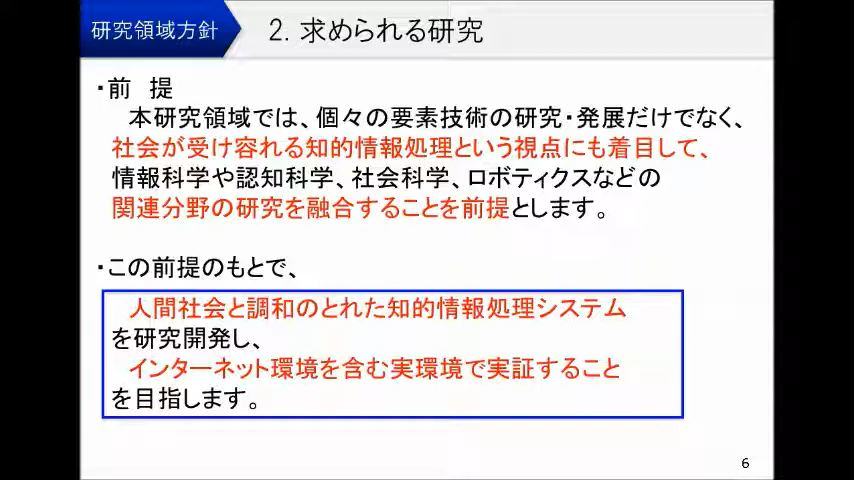 研究領域方針
2. 求められる研究
・前　提
本研究領域では、個々の要素技術の研究・発展だけでなく、
社会が受け容れる知的情報処理という視点にも着目して、
情報科学や認知科学、社会科学、ロボティクスなどの
関連分野の研究を融合することを前提とします。
・この前提のもとで、
人間社会と調和のとれた知的情報処理システム
を研究開発し、
インターネット環境を含む実環境で実証すること
を目指します。
6